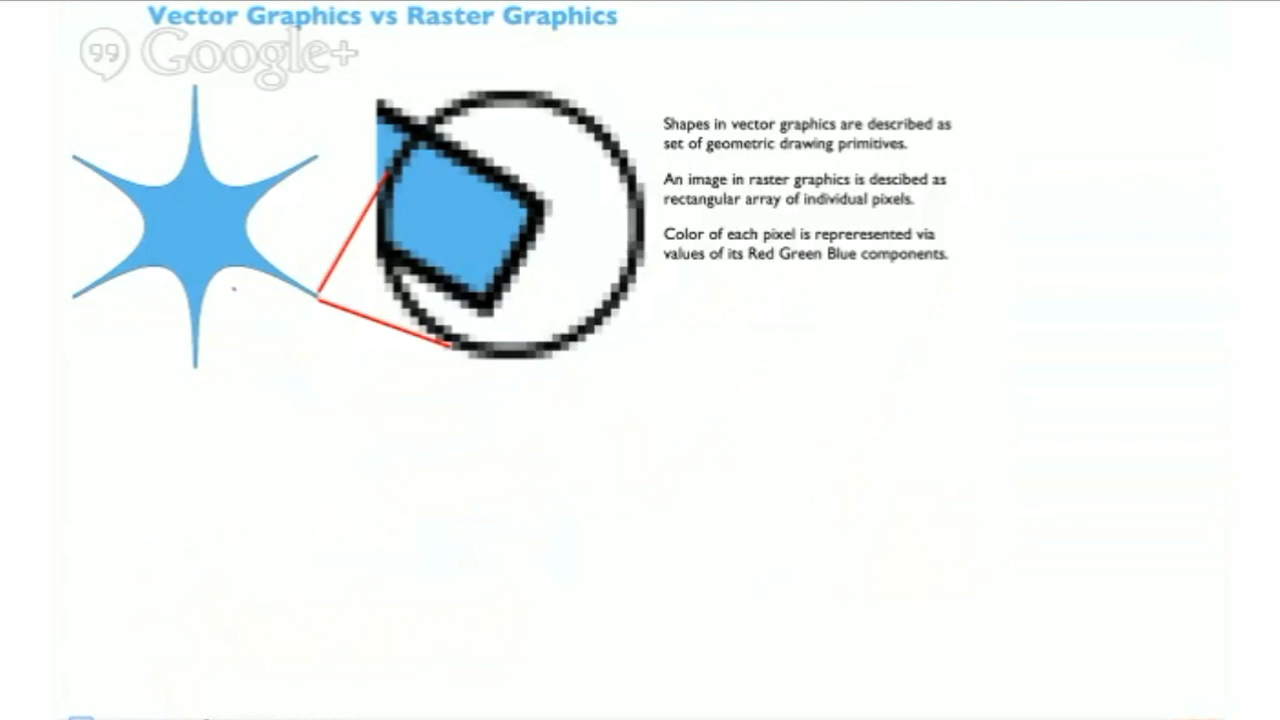 Vector Graphics vs Raster Graphics
99 Google+
Shapes in vector graphics are described as
set of geometric drawing primitives.
An image in raster graphics is descibed as
rectangular array of individual pixels.
Color of each pixel is repreresented via
values of its Red Green Blue components.